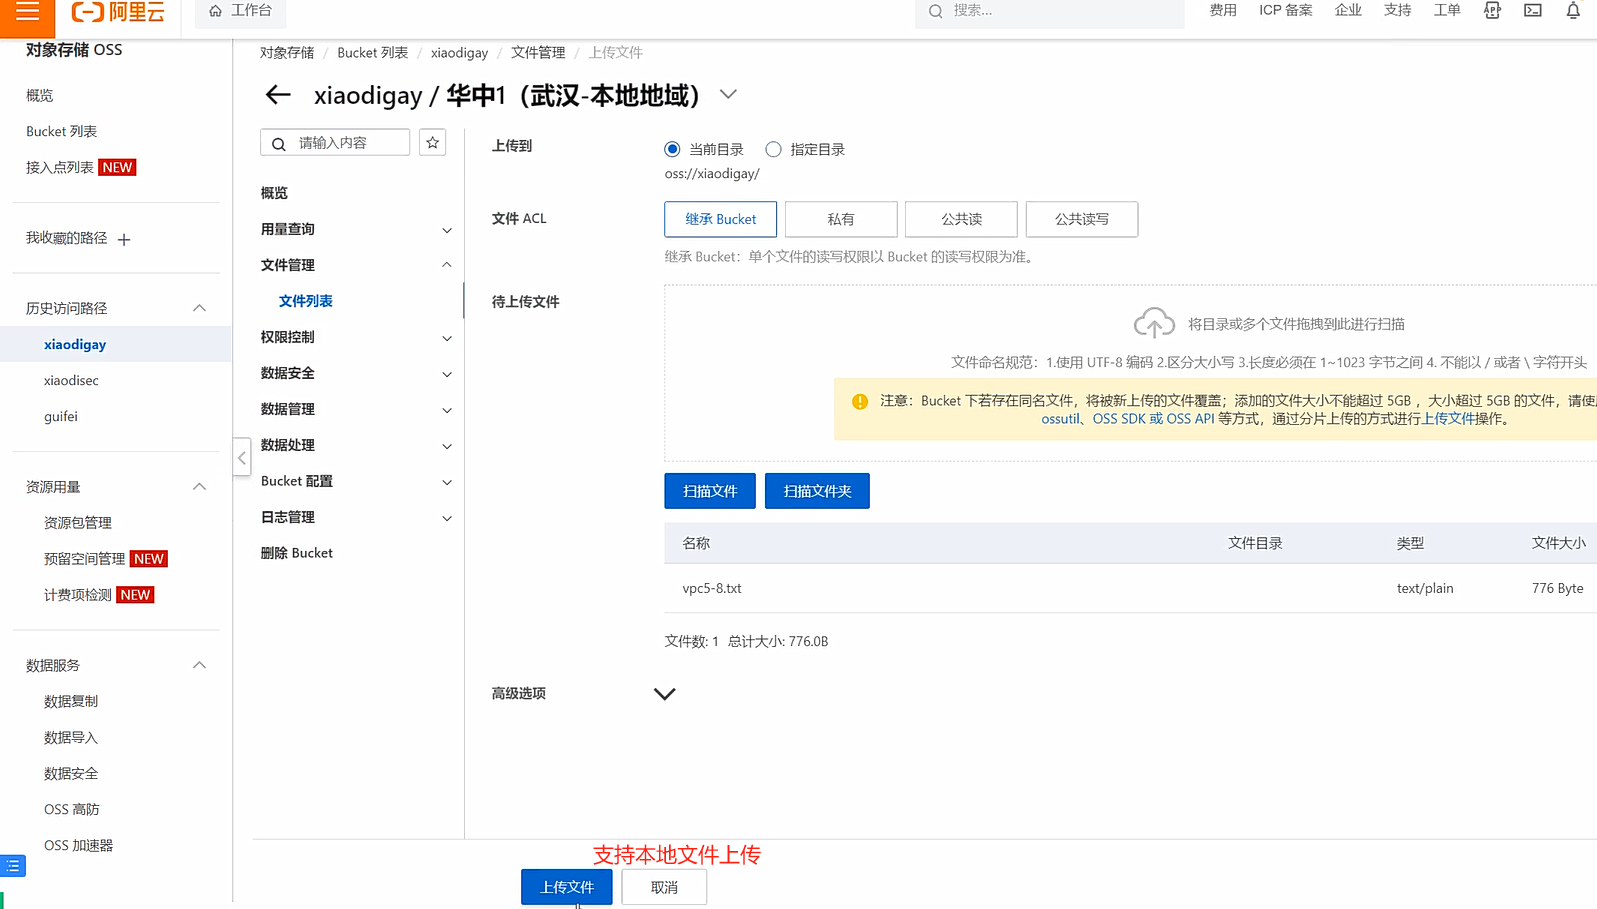 阿里云
工作台
搜索...
费用
ICP 备案
企业
支持
工单
对象存储 OSS
概览
Bucket 列表
接入点列表 NEW
我收藏的路径
历史访问路径
xiaodigay
xiaodisec
guifei
资源用量
资源包管理
预留空间管理 NEW
计费项检测 NEW
数据服务
数据复制
数据导入
数据安全
OSS 高防
OSS 加速器
对象存储 / Bucket 列表 / xiaodigay / 文件管理 / 上传文件
xiaodigay / 华中1（武汉-本地地域）
请输入内容
概览
用量查询
文件管理
文件列表
权限控制
数据安全
数据管理
数据处理
Bucket 配置
日志管理
删除 Bucket
上传到
当前目录
指定目录
oss://xiaodigay/
文件 ACL
继承 Bucket
私有
公共读
公共读写
继承 Bucket：单个文件的读写权限以 Bucket 的读写权限为准。
待上传文件
将目录或多个文件拖拽到此进行扫描
文件命名规范：1.使用 UTF-8 编码 2.区分大小写 3.长度必须在 1~1023 字节之间 4. 不能以 / 或者 \ 字符开头
注意：Bucket 下若存在同名文件，将被新上传的文件覆盖；添加的文件大小不能超过 5GB ，大小超过 5GB 的文件，请使
ossutil、OSS SDK 或 OSS API 等方式，通过分片上传的方式进行上传文件操作。
扫描文件
扫描文件夹
名称
文件目录
类型
文件大小
vpc5-8.txt
text/plain
776 Byte
文件数: 1 总计大小: 776.0B
高级选项
支持本地文件上传
上传文件
取消